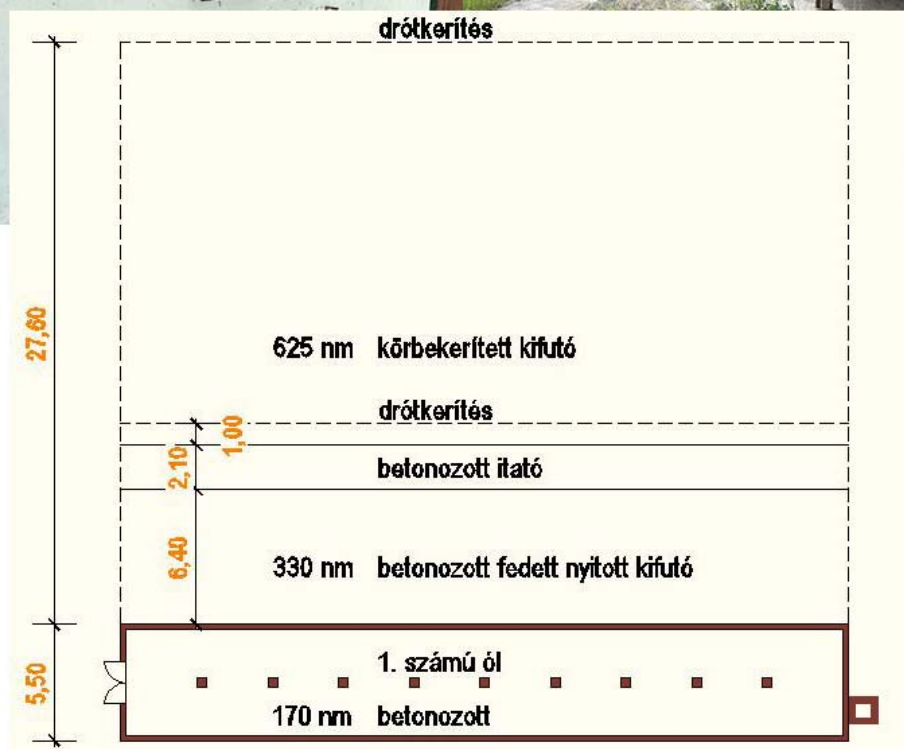 drótkerítés
27,60
625 nm körbekerített kifutó
drótkerítés
1,00
2,10
betonozott itató
6,40
330 nm betonozott fedett nyitott kifutó
5,50
1. számú ól
170 nm betonozott